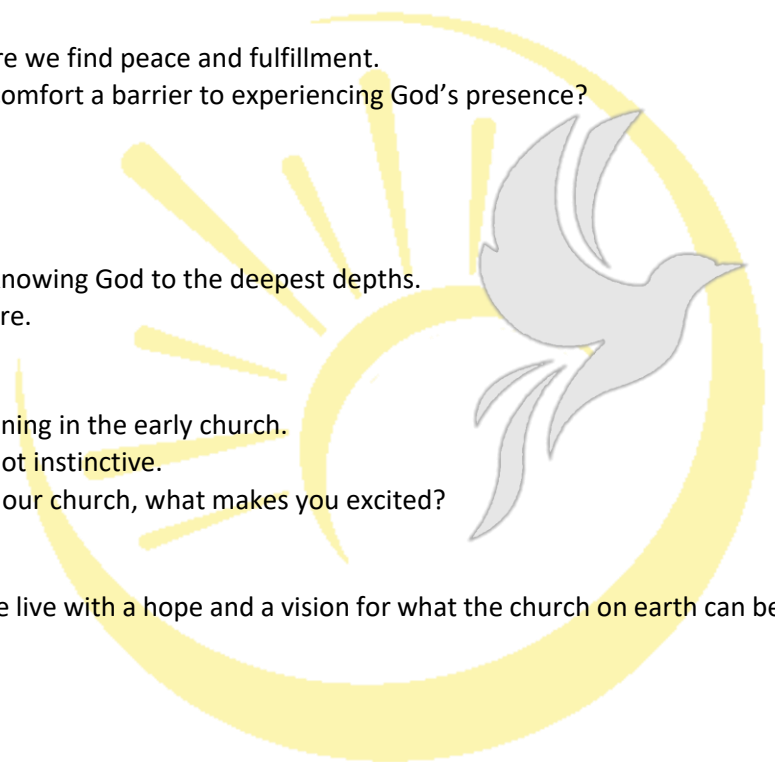 re we find peace and fulfillment.
omfort a barrier to experiencing God’s presence?
nowing God to the deepest depths.
re.
ning in the early church.
ot instinctive.
our church, what makes you excited?
e live with a hope and a vision for what the church on earth can be